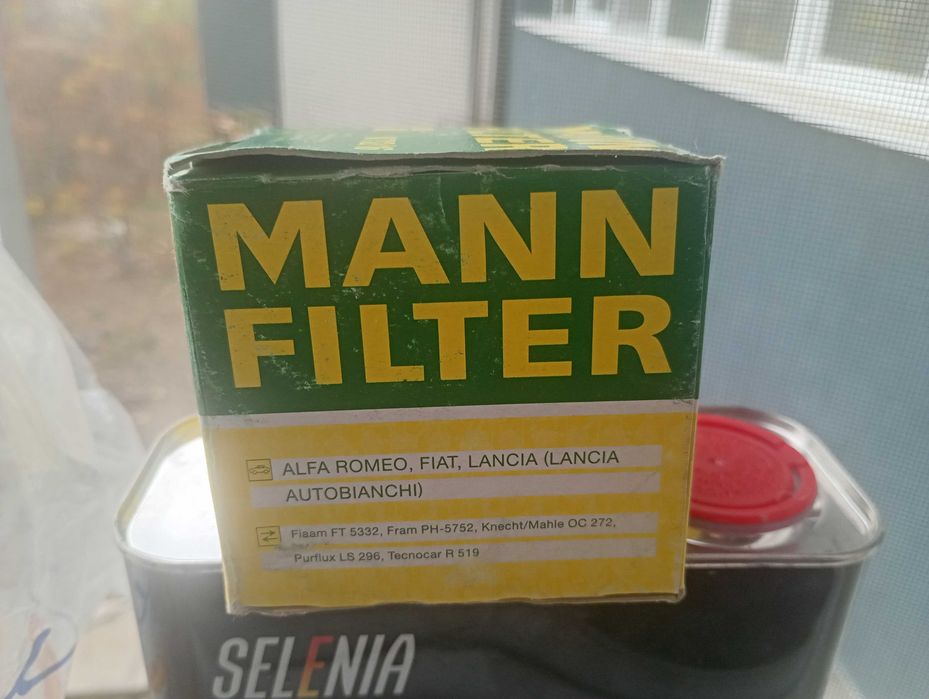 MANN
FILTER
ALFA ROMEO, FIAT, LANCIA (LANCIA
AUTOBIANCHI)
Fiaam FT 5332, Fram PH-5752, Knecht/Mahle OC 272,
Purflux LS 296, Tecnocar R 519
SELENIA